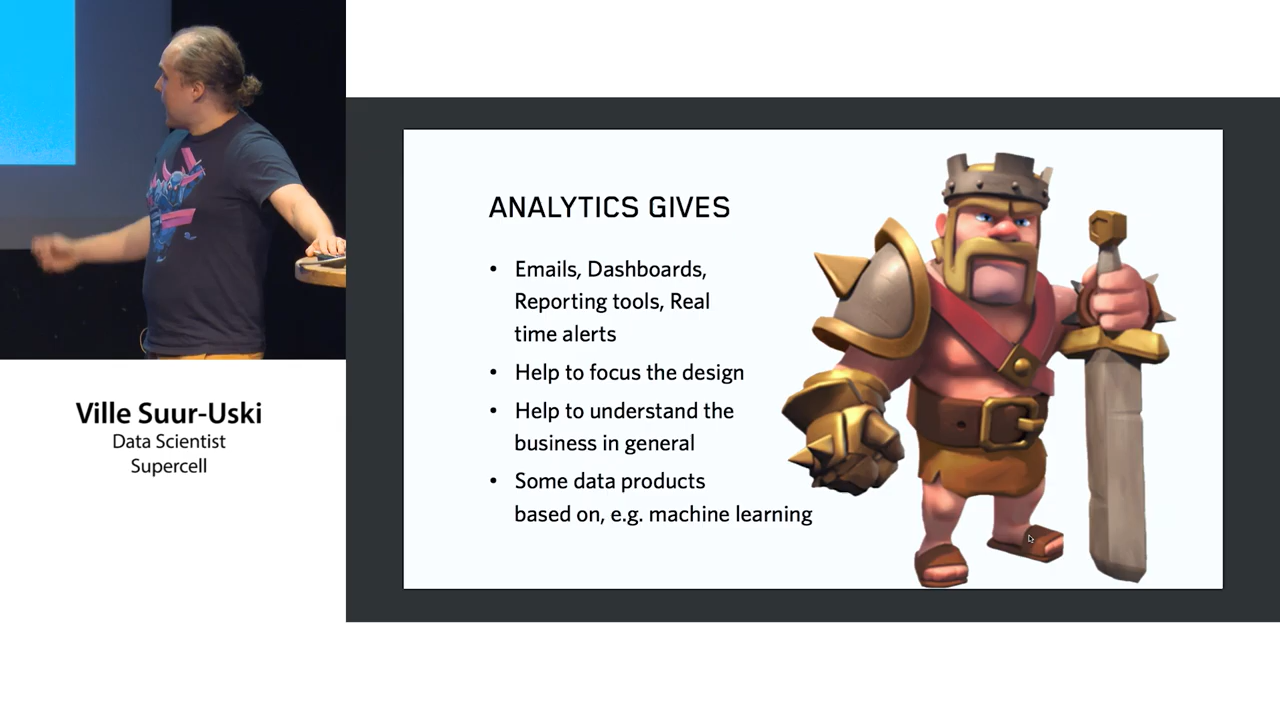 Ville Suur-Uski
Data Scientist
Supercell
ANALYTICS GIVES
• Emails, Dashboards,
Reporting tools, Real
time alerts
• Help to focus the design
• Help to understand the
business in general
• Some data products
based on, e.g. machine learning